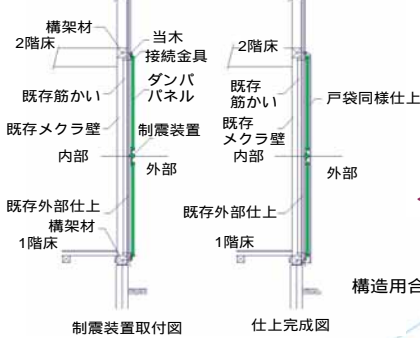 横架材
2階床
当木
接続金具
ダンパ
パネル
既存筋かい
既存メクラ壁
制震装置
内部
外部
既存外部仕上
横架材
1階床
制震装置取付図
2階床
既存
筋かい
戸袋同様仕上
既存
メクラ壁
内部
外部
既存外部仕上
1階床
構造用合
仕上完成図